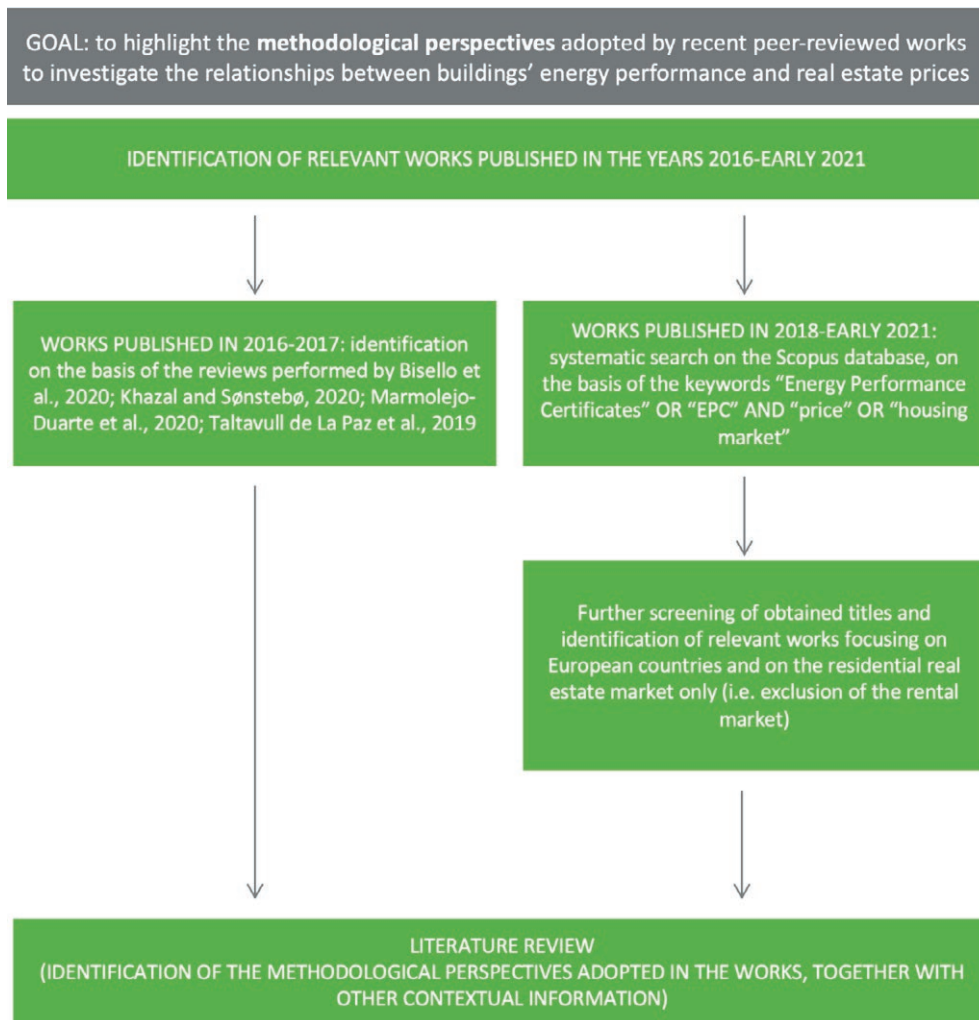 GOAL: to highlight the methodological perspectives adopted by recent peer-reviewed works
to investigate the relationships between buildings’ energy performance and real estate prices
IDENTIFICATION OF RELEVANT WORKS PUBLISHED IN THE YEARS 2016-EARLY 2021
WORKS PUBLISHED IN 2016-2017: identification
on the basis of the reviews performed by Bisello et
al., 2020; Khazal and Sønstebø, 2020; Marmolejo-
Duarte et al., 2020; Taltavull de La Paz et al., 2019
WORKS PUBLISHED IN 2018-EARLY 2021:
systematic search on the Scopus database, on
the basis of the keywords “Energy Performance
Certificates” OR “EPC” AND “price” OR “housing
market”
Further screening of obtained titles and
identification of relevant works focusing on
European countries and on the residential real
estate market only (i.e. exclusion of the rental
market)
LITERATURE REVIEW
(IDENTIFICATION OF THE METHODOLOGICAL PERSPECTIVES ADOPTED IN THE WORKS, TOGETHER WITH
OTHER CONTEXTUAL INFORMATION)